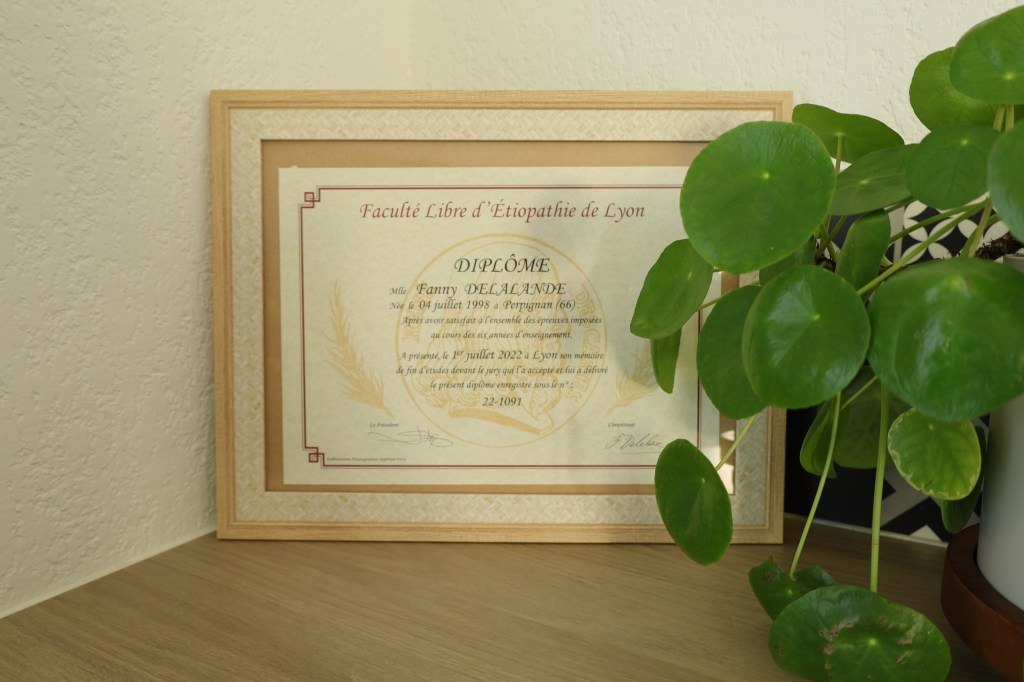 Faculté Libre d'Étiopathie de Lyon
DIPLÔME
Mlle Fanny DELALANDE
Née le 04 juillet 1998 à Perpignan (66)
Après avoir satisfait à l'ensemble des épreuves imposées
au cours des six années d'enseignement,
A présenté, le 1er juillet 2022 à Lyon son mémoire
de fin d'études devant le jury qui l'a accepté et lui a délivré
le présent diplôme enregistré sous le n° :
22-1091
Le Président
L'impétrant